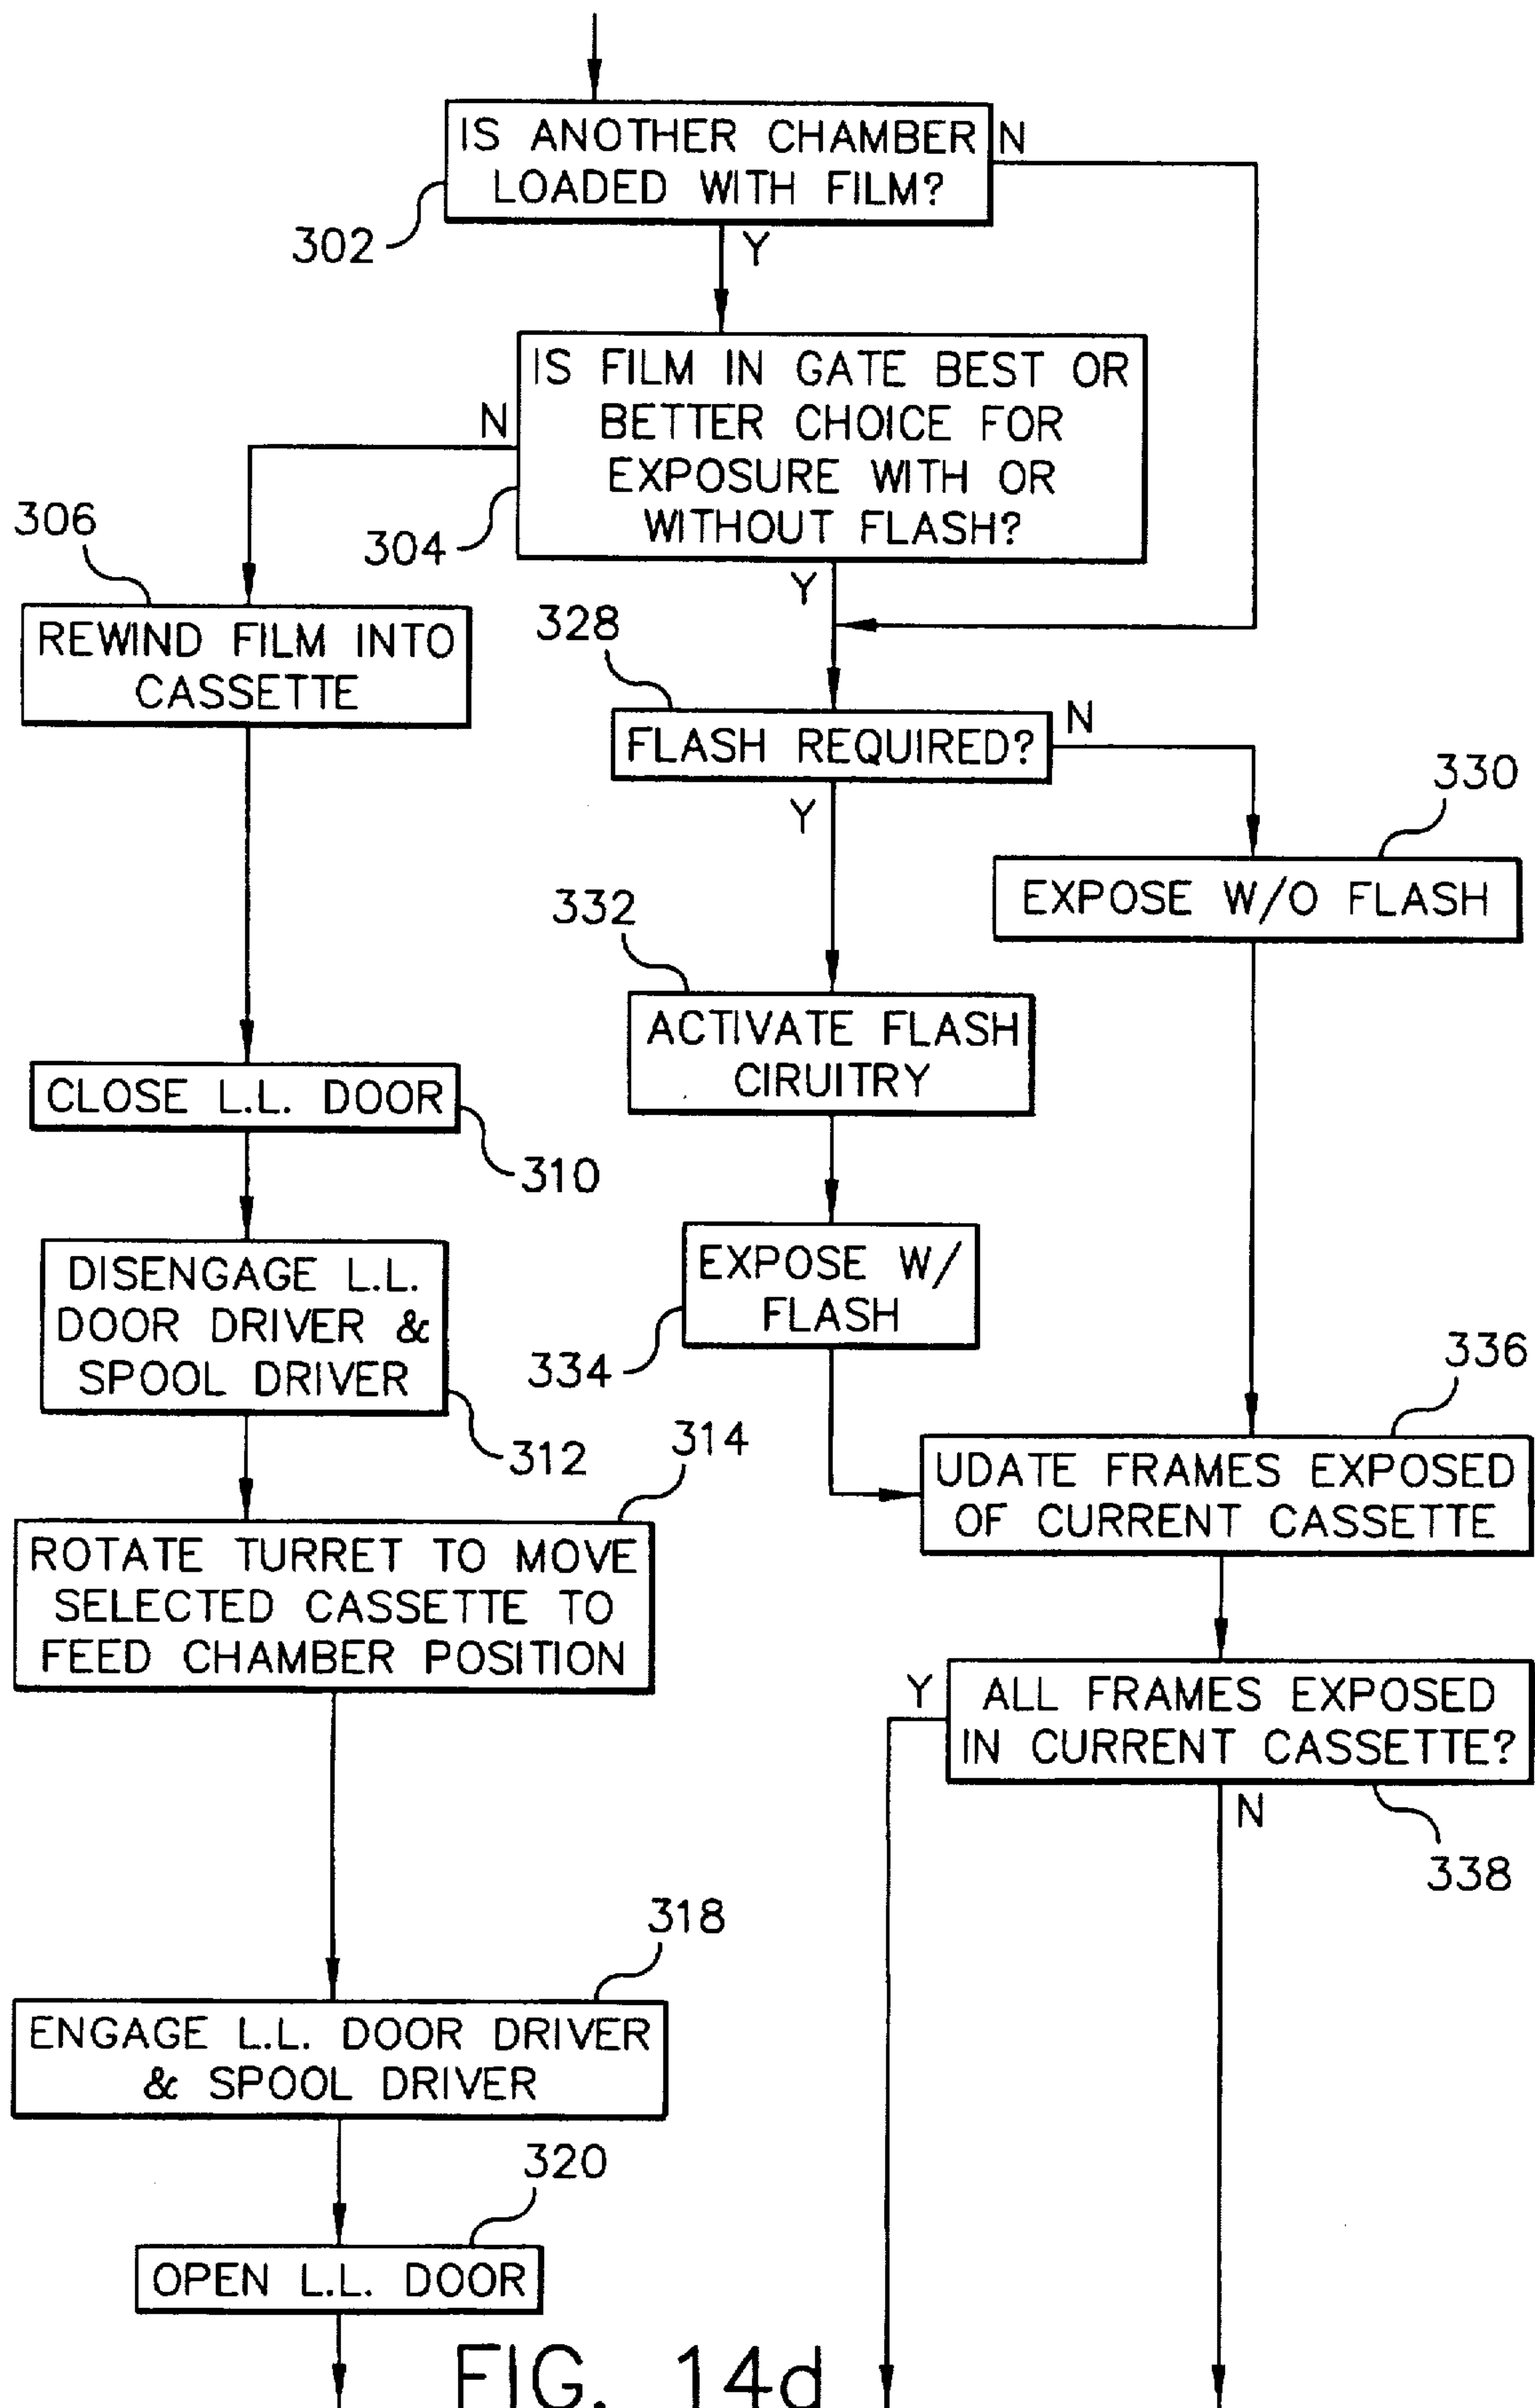 IS ANOTHER CHAMBER
LOADED WITH FILM?
N
302
Y
IS FILM IN GATE BEST OR
BETTER CHOICE FOR
EXPOSURE WITH OR
WITHOUT FLASH?
N
304
Y
306
REWIND FILM INTO
CASSETTE
328
FLASH REQUIRED?
N
Y
330
EXPOSE W/O FLASH
332
ACTIVATE FLASH
CIRUITRY
CLOSE L.L. DOOR
310
EXPOSE W/
FLASH
334
DISENGAGE L.L.
DOOR DRIVER &
SPOOL DRIVER
312
336
UDATE FRAMES EXPOSED
OF CURRENT CASSETTE
314
ROTATE TURRET TO MOVE
SELECTED CASSETTE TO
FEED CHAMBER POSITION
Y
ALL FRAMES EXPOSED
IN CURRENT CASSETTE?
N
338
318
ENGAGE L.L. DOOR DRIVER
& SPOOL DRIVER
320
OPEN L.L. DOOR
FIG. 14d